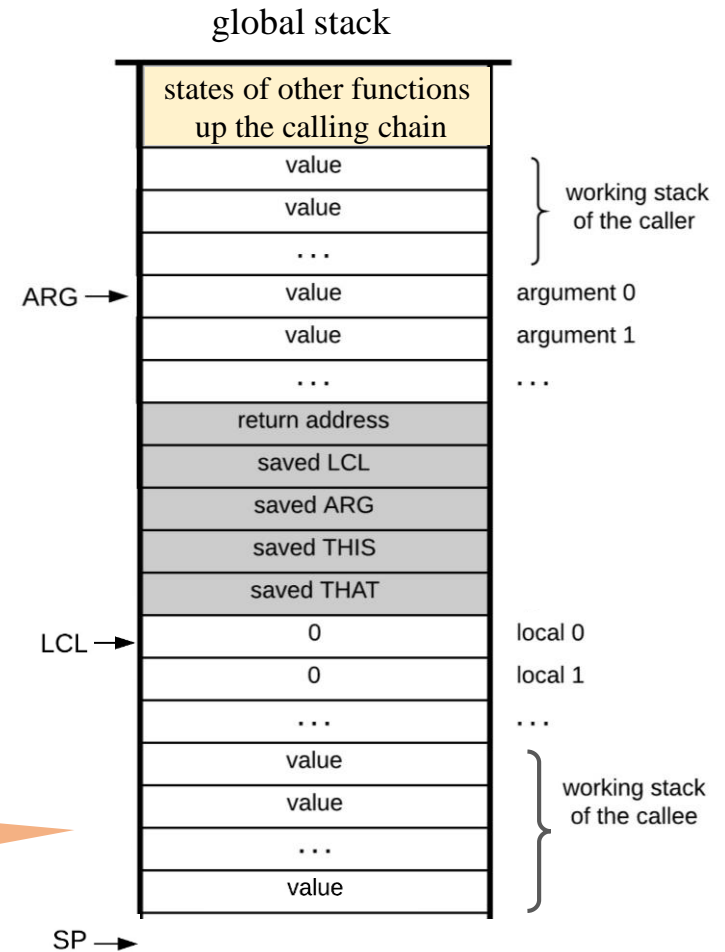 global stack
states of other functions
up the calling chain
value
value
...
working stack
of the caller
ARG
value
argument 0
value
argument 1
...
...
return address
saved LCL
saved ARG
saved THIS
saved THAT
LCL
0
local 0
0
local 1
...
...
value
value
...
value
working stack
of the callee
SP